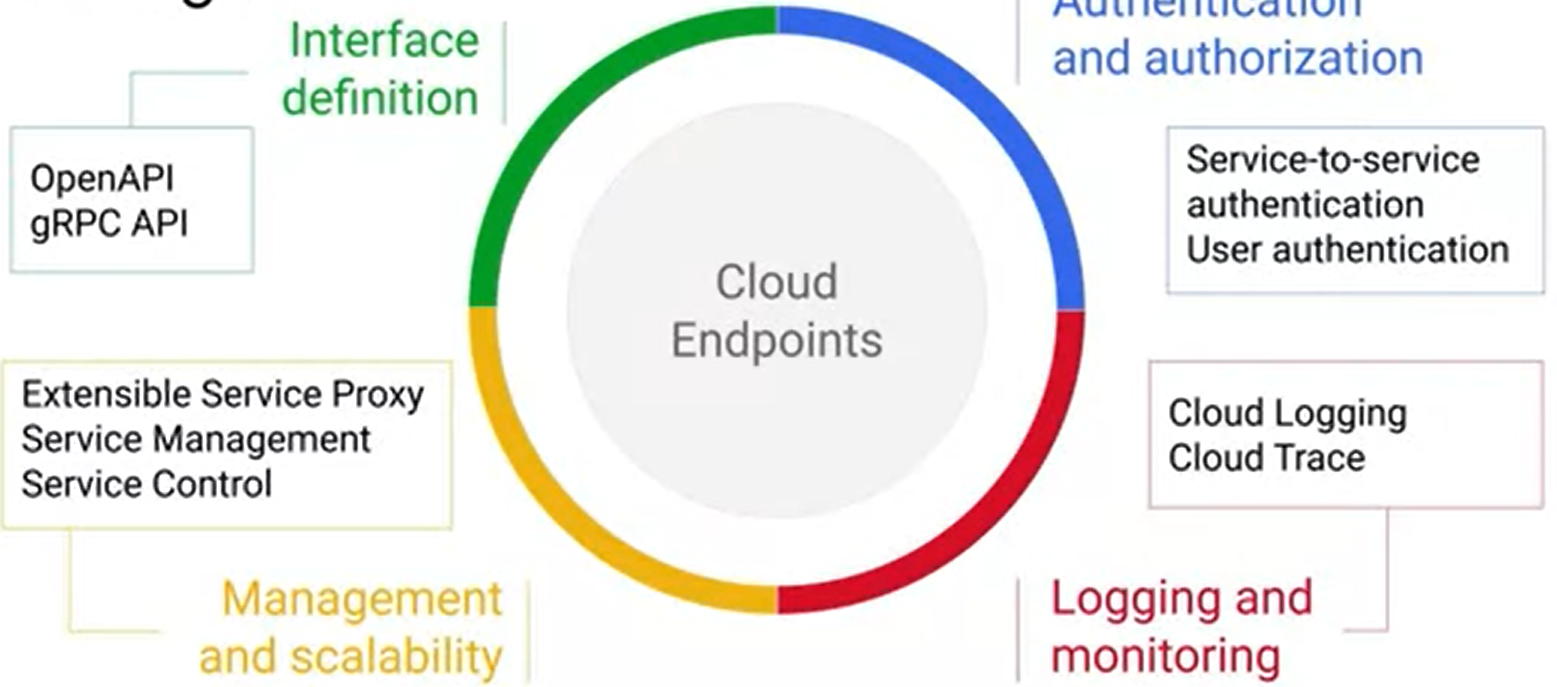 Interface
definition
OpenAPI
gRPC API
Authentication
and authorization
Service-to-service
authentication
User authentication
Cloud
Endpoints
Extensible Service Proxy
Service Management
Service Control
Management
and scalability
Cloud Logging
Cloud Trace
Logging and
monitoring